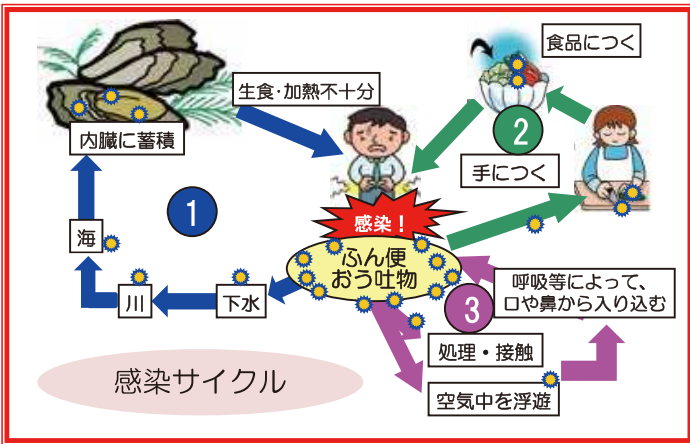 食品につく
生食・加熱不十分
内臓に蓄積
2
手につく
1
感染！
海
ふん便
おう吐物
呼吸等によって、
口や鼻から入り込む
川
下水
3
処理・接触
感染サイクル
空気中を浮遊